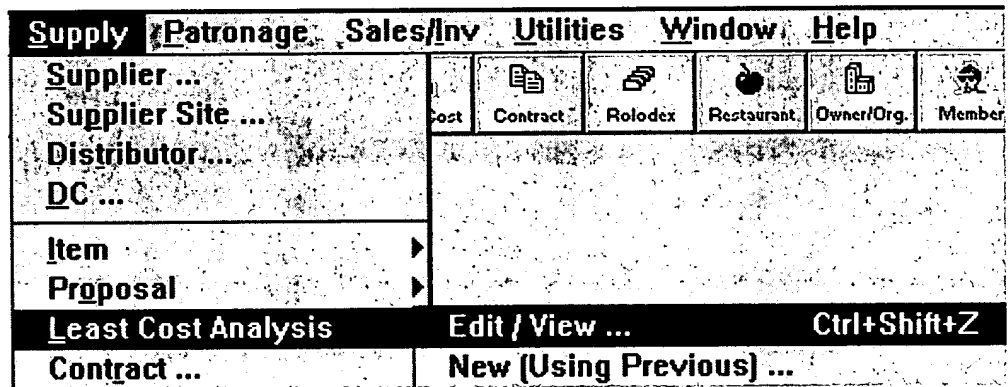 Supply Patronage Sales/Inv Utilities Window Help
Supplier ...
Supplier Site ...
Distributor ...
DC ...
Cost Contract Rolodex Restaurant Owner/Org. Member
Item
Proposal
Least Cost Analysis Edit / View ... Ctrl+Shift+Z
Contract ... New (Using Previous) ...